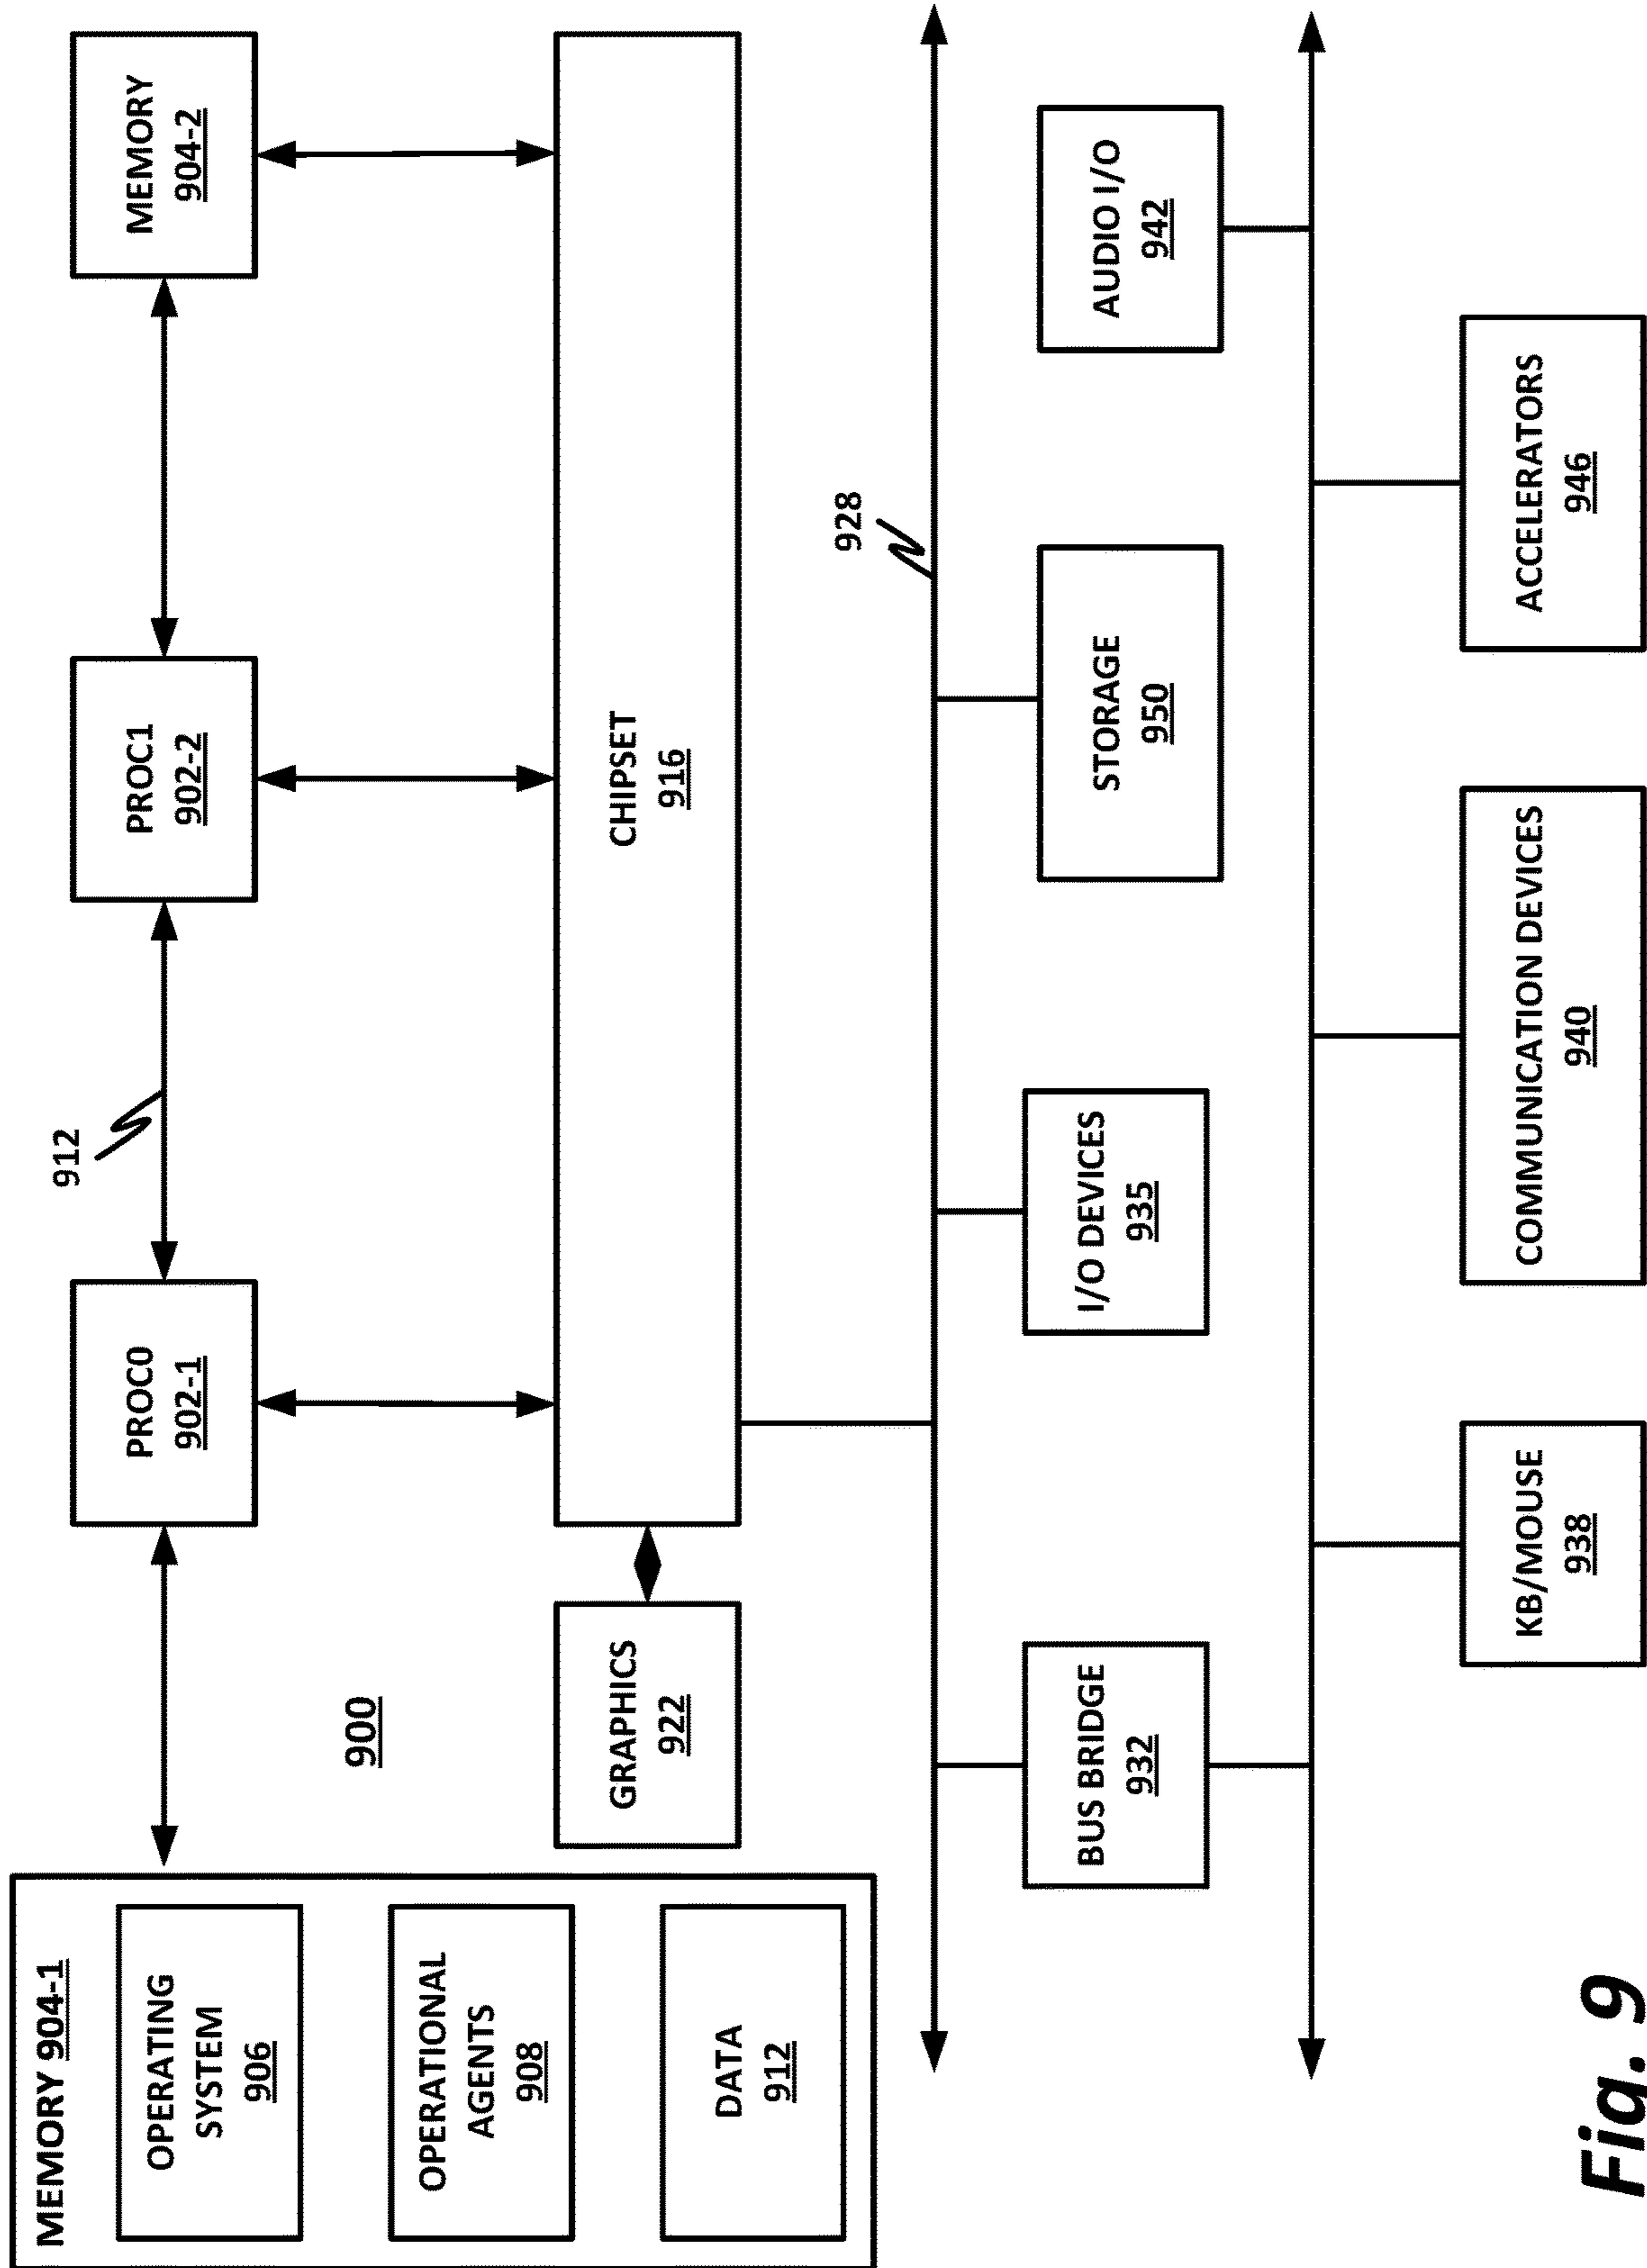 MEMORY 904-1
OPERATING
SYSTEM
906
OPERATIONAL
AGENTS
908
DATA
912
900
PROC0
902-1
912
PROC1
902-2
MEMORY
904-2
GRAPHICS
922
CHIPSET
916
928
BUS BRIDGE
932
I/O DEVICES
935
STORAGE
950
AUDIO I/O
942
KB/MOUSE
938
COMMUNICATION DEVICES
940
ACCELERATORS
946
Fig. 9